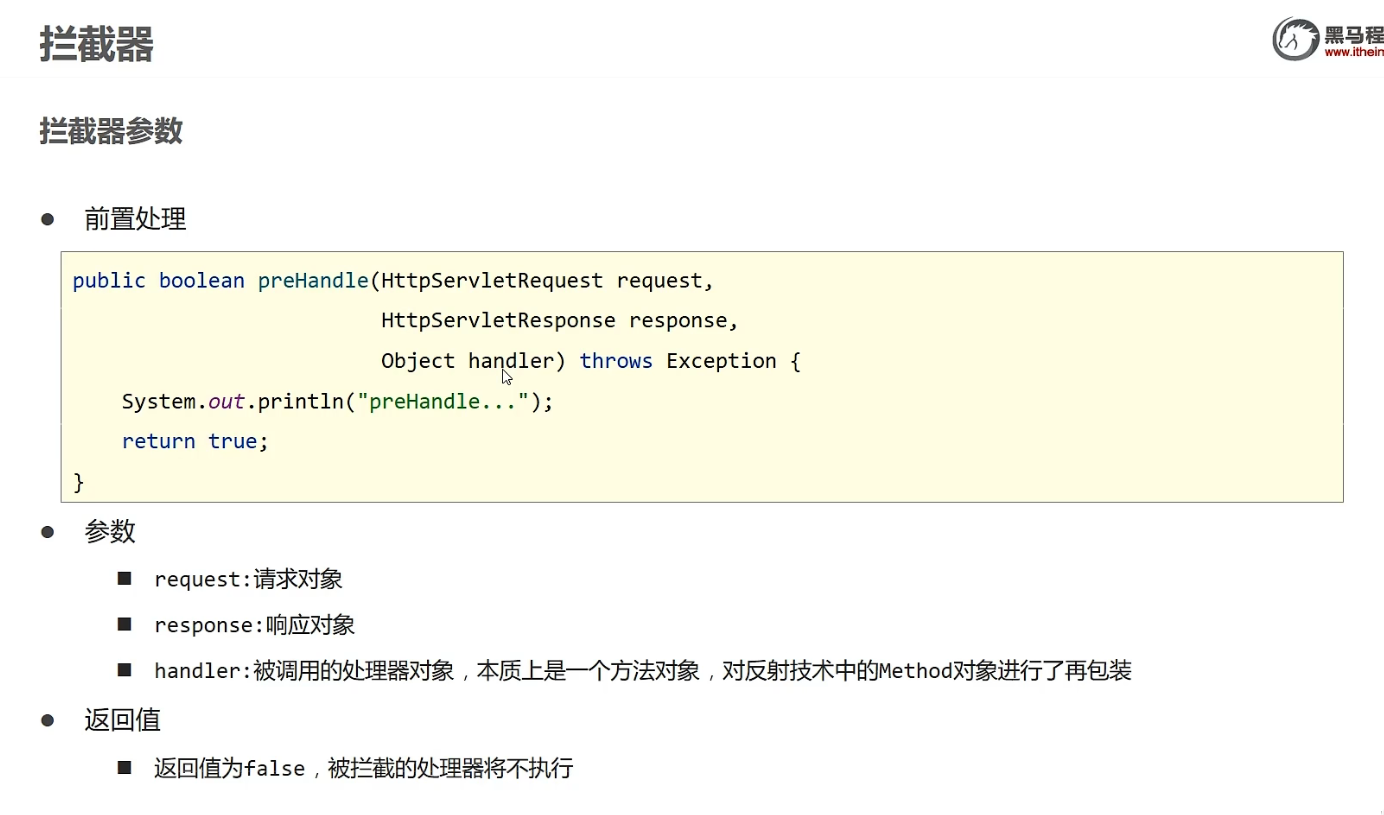 拦截器
黑马程
www.itheim
拦截器参数
● 前置处理
public boolean preHandle(HttpServletRequest request,
HttpServletResponse response,
Object handler) throws Exception {
System.out.println("preHandle...");
return true;
}
● 参数
■ request:请求对象
■ response:响应对象
■ handler:被调用的处理器对象，本质上是一个方法对象，对反射技术中的Method对象进行了再包装
● 返回值
■ 返回值为false，被拦截的处理器将不执行